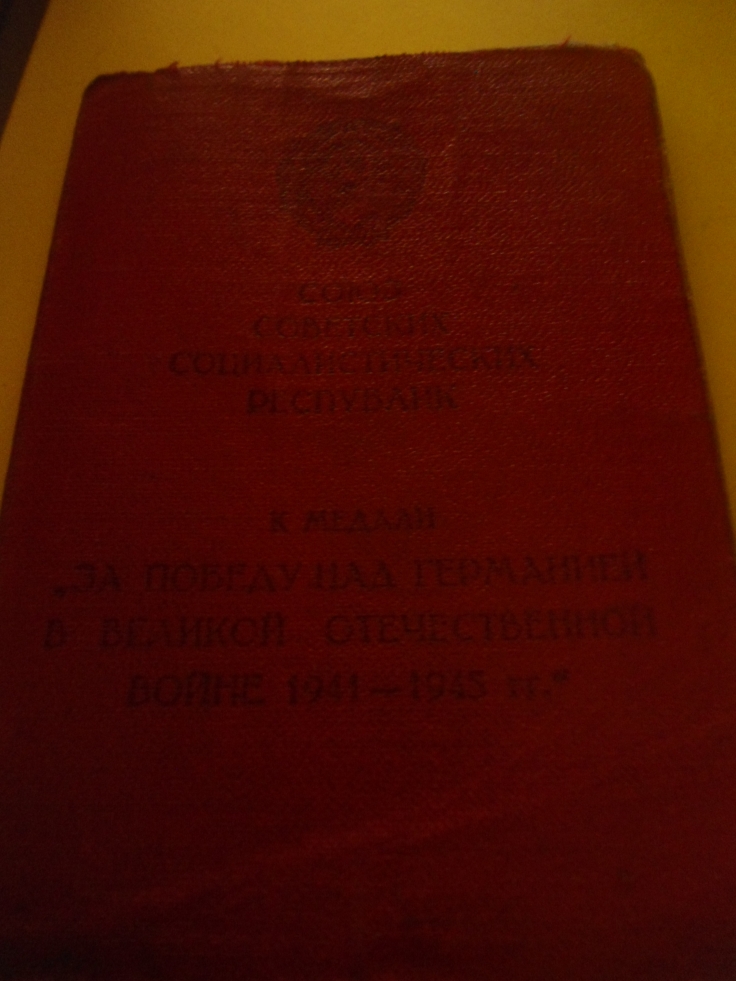 СОЮЗ
СОВЕТСКИХ
СОЦИАЛИСТИЧЕСКИХ
РЕСПУБЛИК
К МЕДАЛИ
„ЗА ПОБЕДУ НАД ГЕРМАНИЕЙ
В ВЕЛИКОЙ ОТЕЧЕСТВЕННОЙ
ВОЙНЕ 1941—1945 гг.“